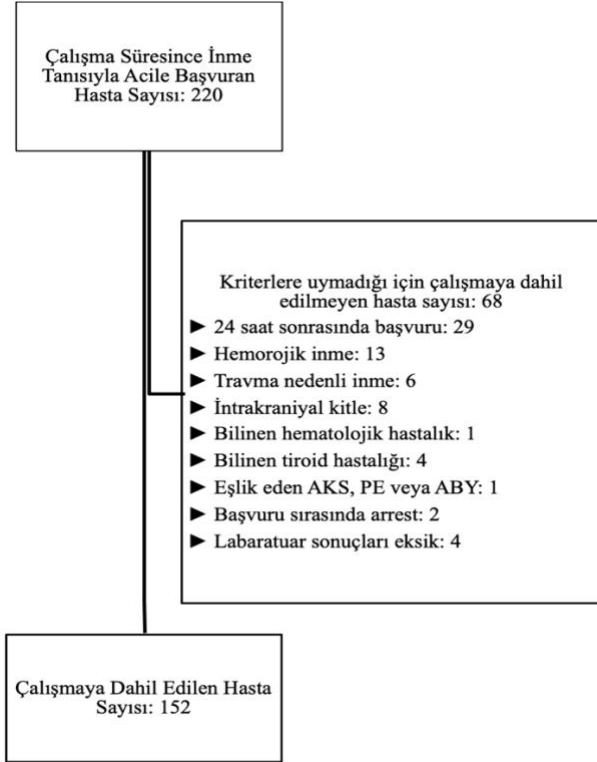 Çalışma Süresince İnme
Tanısıyla Acile Başvuran
Hasta Sayısı: 220
Kriterlere uymadığı için çalışmaya dahil
edilmeyen hasta sayısı: 68
► 24 saat sonrasında başvuru: 29
► Hemorojik inme: 13
► Travma nedenli inme: 6
► İntrakraniyal kitle: 8
► Bilinen hematolojik hastalık: 1
► Bilinen tiroid hastalığı: 4
► Eşlik eden AKS, PE veya ABY: 1
► Başvuru sırasında arrest: 2
► Labaratuar sonuçları eksik: 4
Çalışmaya Dahil Edilen Hasta
Sayısı: 152